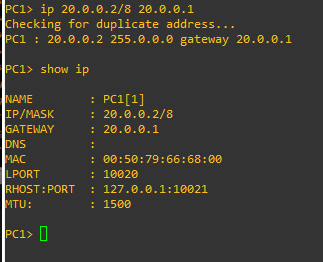 PC1> ip 20.0.0.2/8 20.0.0.1
Checking for duplicate address...
PC1 : 20.0.0.2 255.0.0.0 gateway 20.0.0.1
PC1> show ip
NAME        : PC1[1]
IP/MASK     : 20.0.0.2/8
GATEWAY     : 20.0.0.1
DNS         :
MAC         : 00:50:79:66:68:00
LPORT       : 10020
RHOST:PORT  : 127.0.0.1:10021
MTU:        : 1500
PC1>